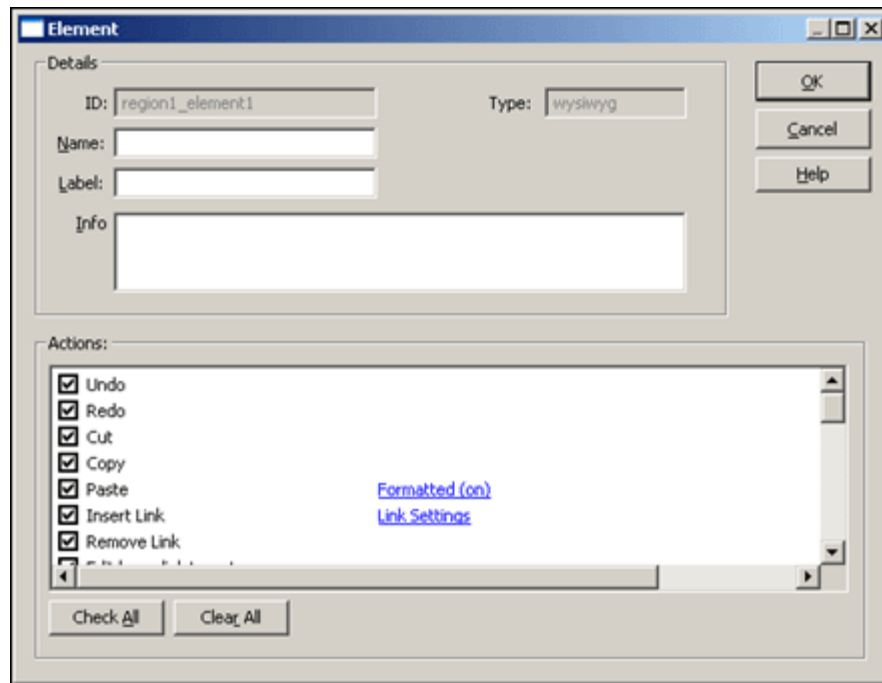 Element
Details
OK
ID: region1_element1 Type: wysiwyg
Cancel
Name:
Help
Label:
Info
Actions:
Undo
Redo
Cut
Copy
Paste Formatted (on)
Insert Link Link Settings
Remove Link
Check All Clear All